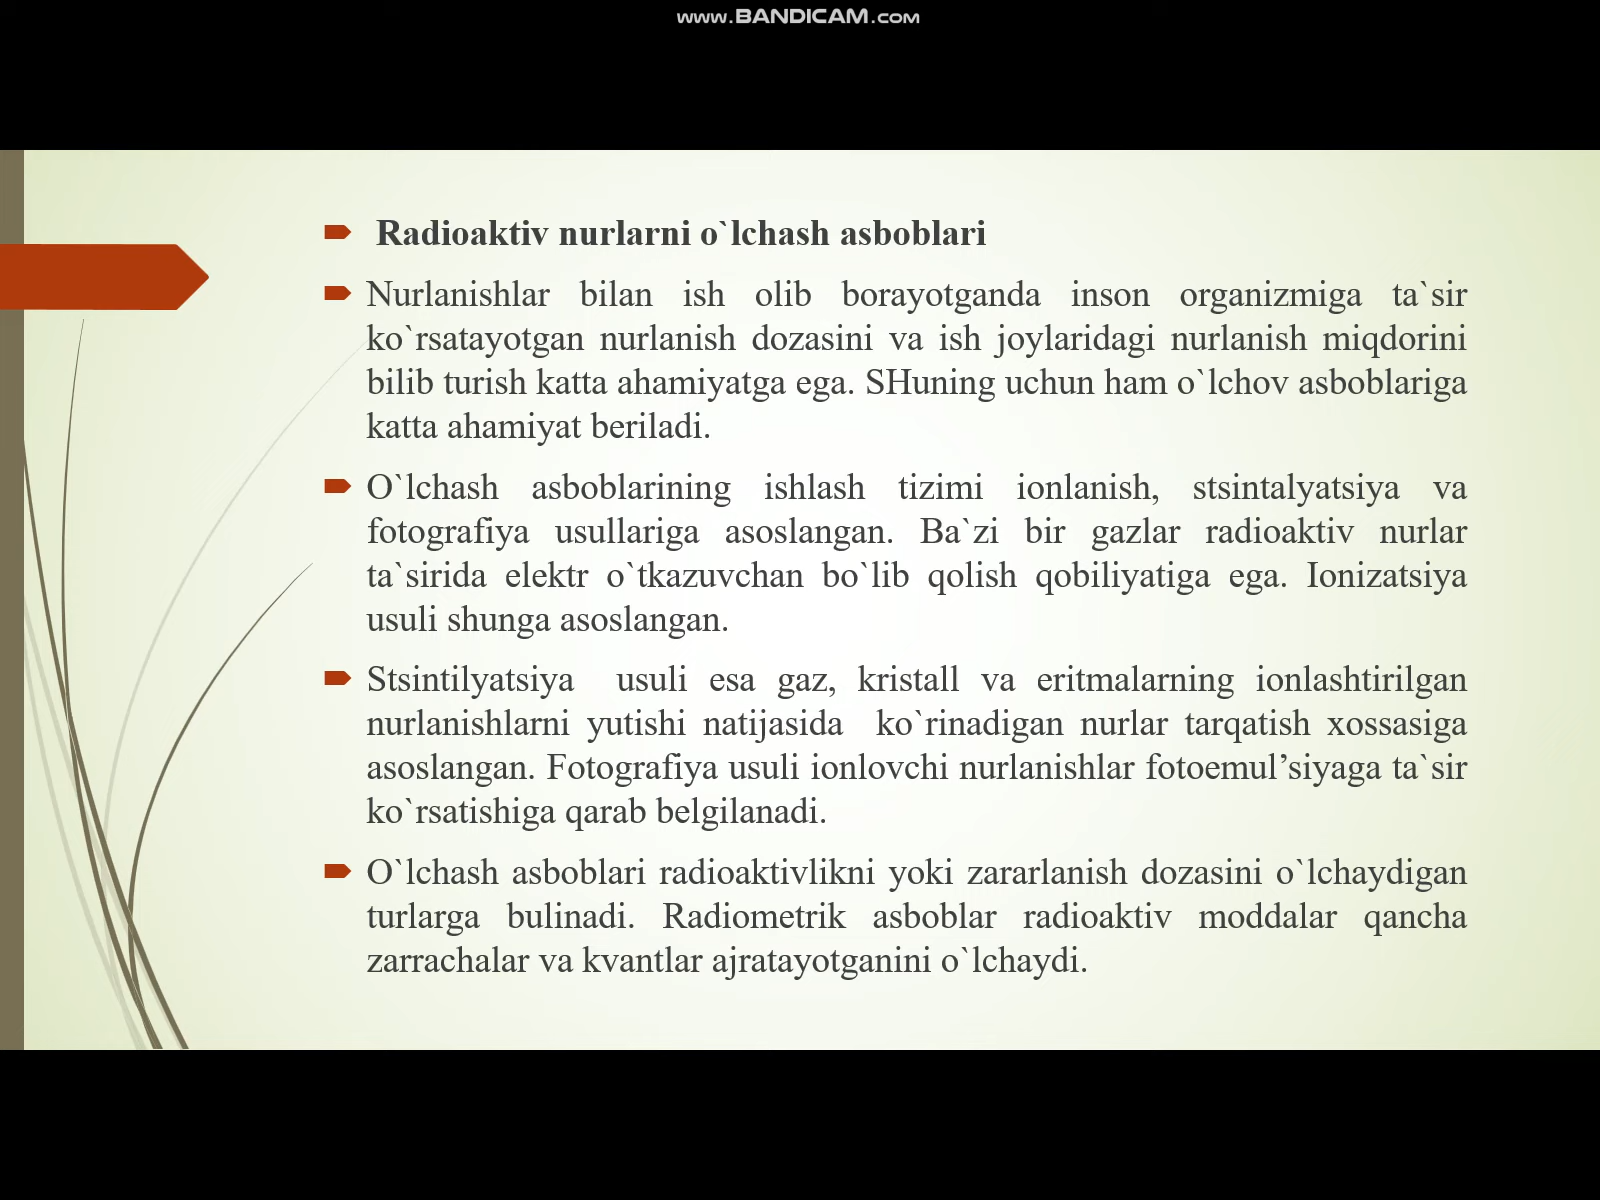 www.BANDICAM.com
Radioaktiv nurlarni o`lchash asboblari
Nurlanishlar bilan ish olib borayotganda inson organizmiga ta`sir
ko`rsatayotgan nurlanish dozasini va ish joylaridagi nurlanish miqdorini
bilib turish katta ahamiyatga ega. SHuning uchun ham o`lchov asboblariga
katta ahamiyat beriladi.
O`lchash asboblarining ishlash tizimi ionlanish, stsintalyatsiya va
fotografiya usullariga asoslangan. Ba`zi bir gazlar radioaktiv nurlar
ta`sirida elektr o`tkazuvchan bo`lib qolish qobiliyatiga ega. Ionizatsiya
usuli shunga asoslangan.
Stsintilyatsiya usuli esa gaz, kristall va eritmalarning ionlashtirilgan
nurlanishlarni yutishi natijasida ko`rinadigan nurlar tarqatish xossasiga
asoslangan. Fotografiya usuli ionlovchi nurlanishlar fotoemul’siyaga ta`sir
ko`rsatishiga qarab belgilanadi.
O`lchash asboblari radioaktivlikni yoki zararlanish dozasini o`lchaydigan
turlarga bulinadi. Radiometrik asboblar radioaktiv moddalar qancha
zarrachalar va kvantlar ajratayotganini o`lchaydi.